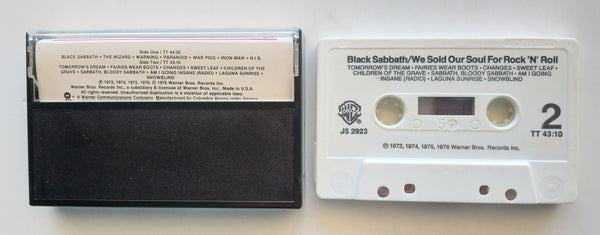 Side One / TT 44:30
BLACK SABBATH • THE WIZARD • WARNING • PARANOID • WAR PIGS • IRON MAN • N.I.B.
Side Two / TT 43:10
TOMORROW'S DREAM • FAIRIES WEAR BOOTS • CHANGES • SWEET LEAF • CHILDREN OF THE
GRAVE • SABBATH, BLOODY SABBATH • AM I GOING INSANE (RADIO) • LAGUNA SUNRISE •
SNOWBLIND
℗ 1972, 1974, 1975, 1976 © 1976 Warner Bros. Records Inc.
Warner Bros. Records Inc., a subsidiary & licensee of Warner Bros. Inc., Made in U.S.A.
All rights reserved. Unauthorized duplication is a violation of applicable laws.
A Warner Communications Company Manufactured by Columbia House under license
Black Sabbath/We Sold Our Soul For Rock 'N' Roll
TOMORROW'S DREAM • FAIRIES WEAR BOOTS • CHANGES • SWEET LEAF •
CHILDREN OF THE GRAVE • SABBATH, BLOODY SABBATH • AM I GOING
INSANE (RADIO) • LAGUNA SUNRISE • SNOWBLIND
WB
J5 2923
50
2
TT 43:10
℗ 1972, 1974, 1975, 1976 Warner Bros. Records Inc.